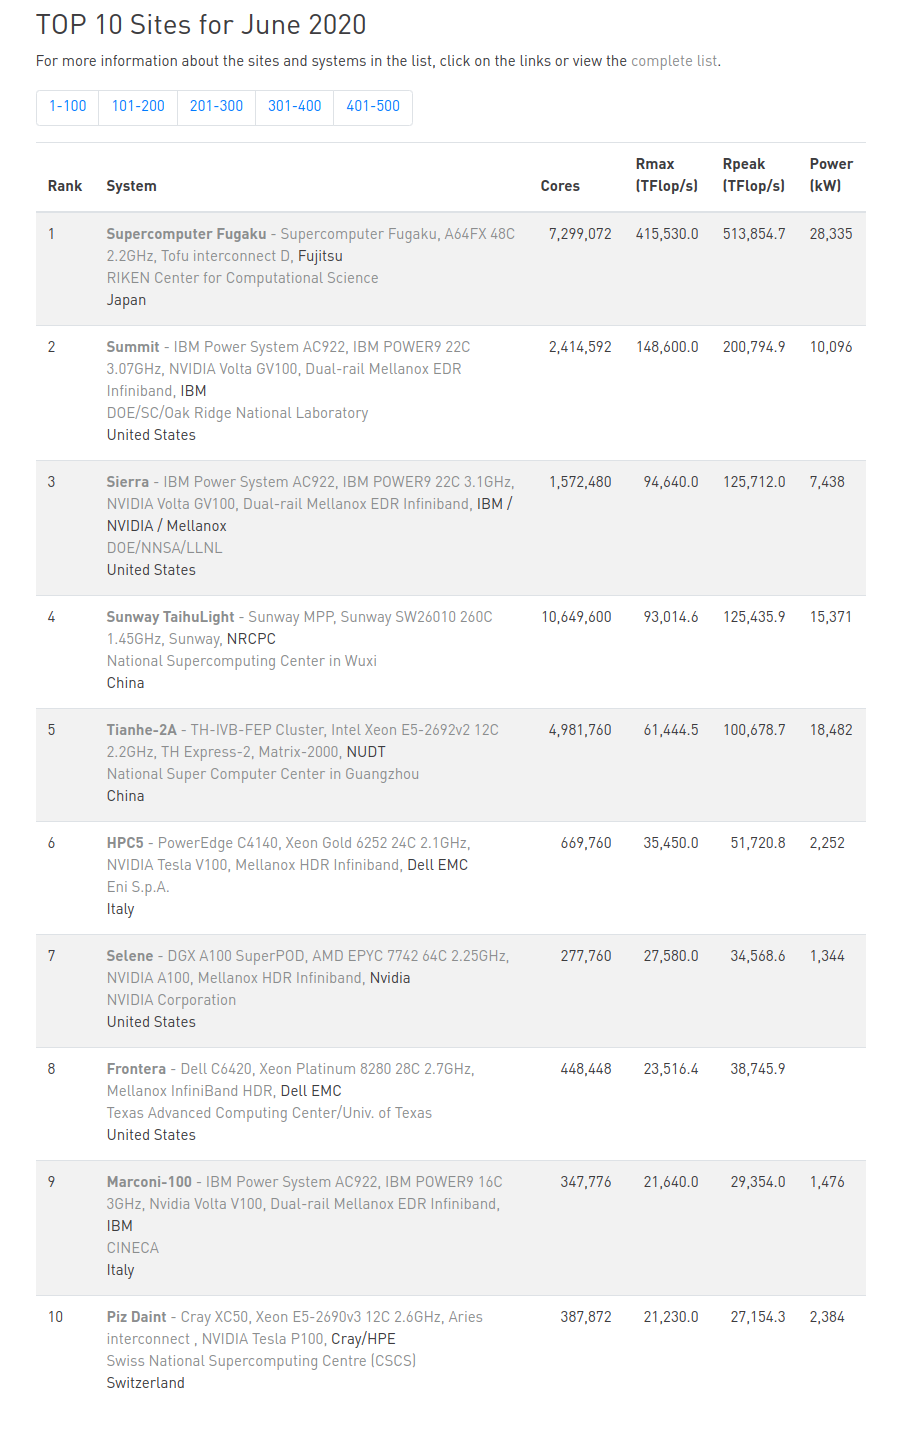 TOP 10 Sites for June 2020
For more information about the sites and systems in the list, click on the links or view the complete list.
1-100 101-200 201-300 301-400 401-500
Rank System Cores Rmax (TFlop/s) Rpeak (TFlop/s) Power (kW)
1 Supercomputer Fugaku - Supercomputer Fugaku, A64FX 48C 7,299,072 415,530.0 513,854.7 28,335
2.2GHz, Tofu interconnect D, Fujitsu
RIKEN Center for Computational Science
Japan
2 Summit - IBM Power System AC922, IBM POWER9 22C 2,414,592 148,600.0 200,794.9 10,096
3.07GHz, NVIDIA Volta GV100, Dual-rail Mellanox EDR
Infiniband, IBM
DOE/SC/Oak Ridge National Laboratory
United States
3 Sierra - IBM Power System AC922, IBM POWER9 22C 3.1GHz, 1,572,480 94,640.0 125,712.0 7,438
NVIDIA Volta GV100, Dual-rail Mellanox EDR Infiniband, IBM /
NVIDIA / Mellanox
DOE/NNSA/LLNL
United States
4 Sunway TaihuLight - Sunway MPP, Sunway SW26010 260C 10,649,600 93,014.6 125,435.9 15,371
1.45GHz, Sunway, NRCPC
National Supercomputing Center in Wuxi
China
5 Tianhe-2A - TH-IVB-FEP Cluster, Intel Xeon E5-2692v2 12C 4,981,760 61,444.5 100,678.7 18,482
2.2GHz, TH Express-2, Matrix-2000, NUDT
National Super Computer Center in Guangzhou
China
6 HPC5 - PowerEdge C4140, Xeon Gold 6252 24C 2.1GHz, 669,760 35,450.0 51,720.8 2,252
NVIDIA Tesla V100, Mellanox HDR Infiniband, Dell EMC
Eni S.p.A.
Italy
7 Selene - DGX A100 SuperPOD, AMD EPYC 7742 64C 2.25GHz, 277,760 27,580.0 34,568.6 1,344
NVIDIA A100, Mellanox HDR Infiniband, Nvidia
NVIDIA Corporation
United States
8 Frontera - Dell C6420, Xeon Platinum 8280 28C 2.7GHz, 448,448 23,516.4 38,745.9
Mellanox InfiniBand HDR, Dell EMC
Texas Advanced Computing Center/Univ. of Texas
United States
9 Marconi-100 - IBM Power System AC922, IBM POWER9 16C 347,776 21,640.0 29,354.0 1,476
3GHz, Nvidia Volta V100, Dual-rail Mellanox EDR Infiniband,
IBM
CINECA
Italy
10 Piz Daint - Cray XC50, Xeon E5-2690v3 12C 2.6GHz, Aries 387,872 21,230.0 27,154.3 2,384
interconnect , NVIDIA Tesla P100, Cray/HPE
Swiss National Supercomputing Centre (CSCS)
Switzerland